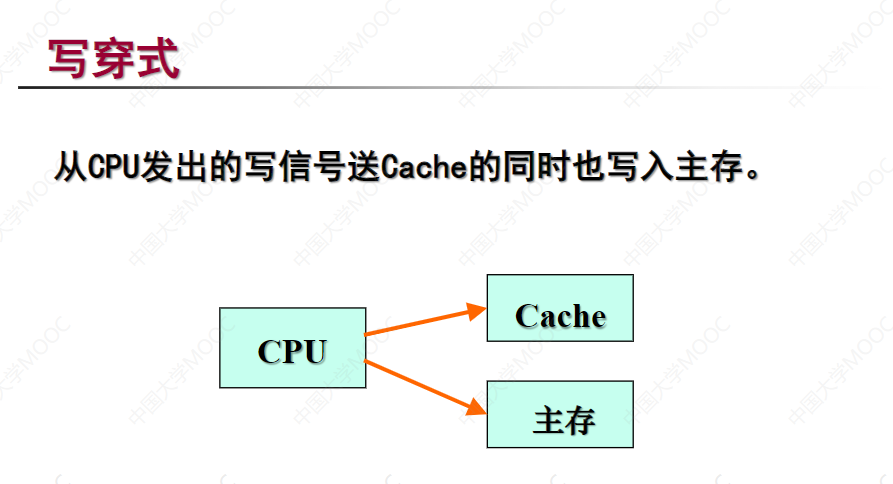 写穿式
从CPU发出的写信号送Cache的同时也写入主存。
Cache
CPU
主存
中国大学MOOC